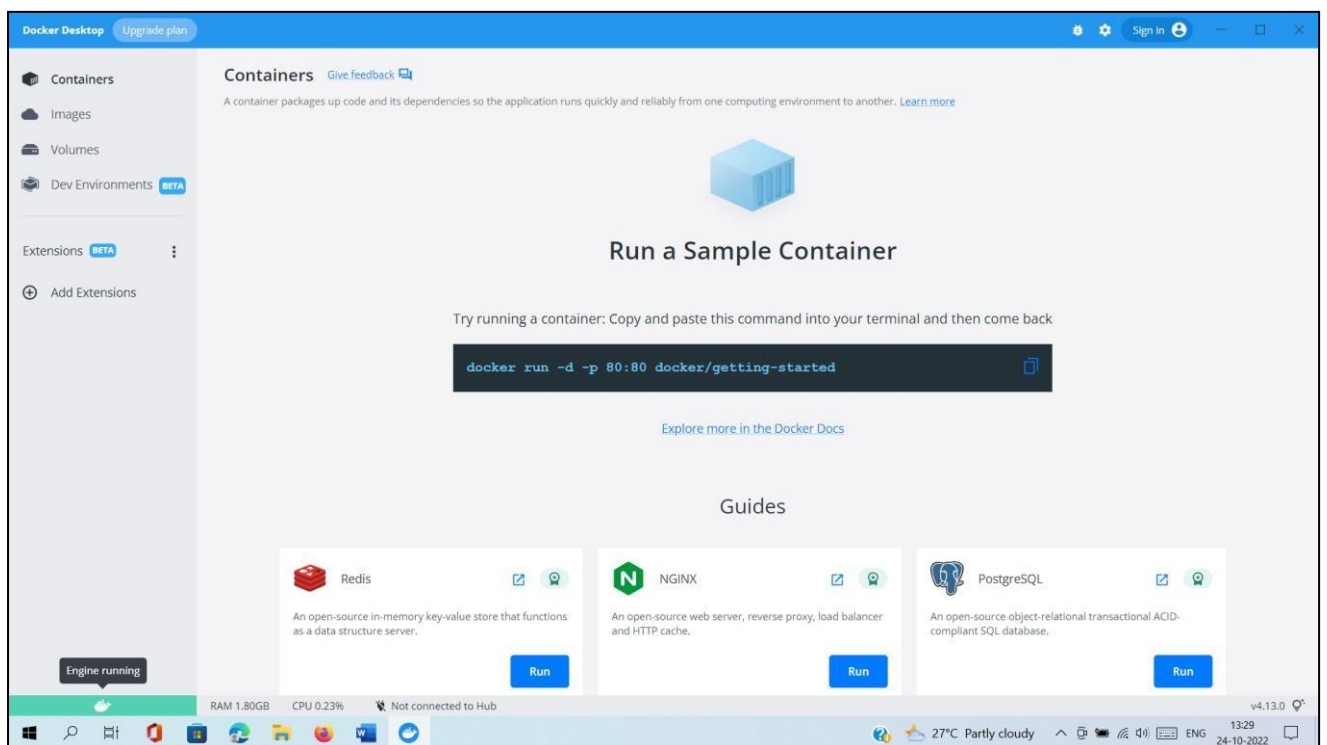 Docker Desktop Upgrade plan Sign in
Containers
Images
Volumes
Dev Environments BETA
Extensions BETA
Add Extensions
Containers Give feedback
A container packages up code and its dependencies so the application runs quickly and reliably from one computing environment to another. Learn more
Run a Sample Container
Try running a container: Copy and paste this command into your terminal and then come back
docker run -d -p 80:80 docker/getting-started
Explore more in the Docker Docs
Guides
Redis
An open-source in-memory key-value store that functions
as a data structure server.
Run
NGINX
An open-source web server, reverse proxy, load balancer
and HTTP cache.
Run
PostgreSQL
An open-source object-relational transactional ACID-
compliant SQL database.
Run
Engine running
RAM 1.80GB CPU 0.23% Not connected to Hub v4.13.0
27°C Partly cloudy ENG 13:29
24-10-2022